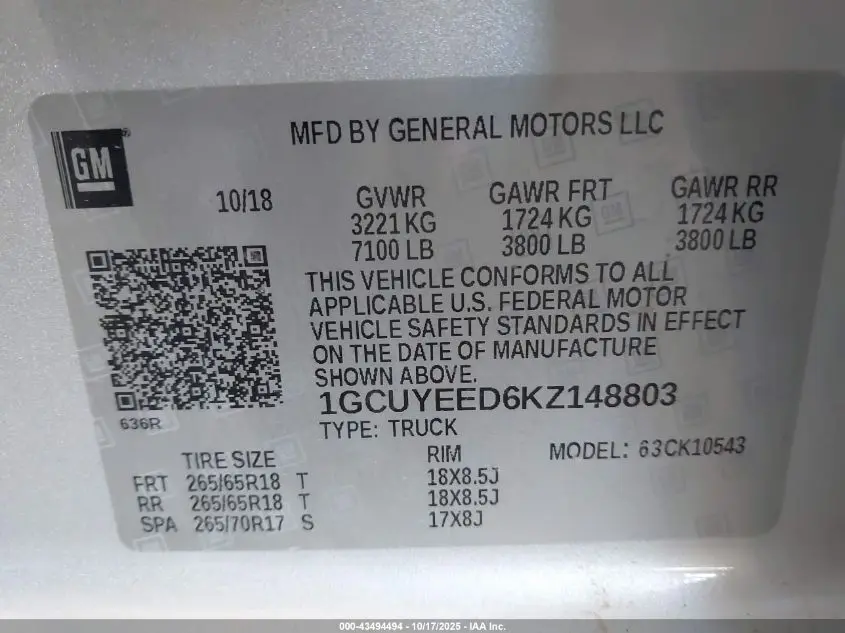 MFD BY GENERAL MOTORS LLC
GM
10/18
GVWR GAWR FRT GAWR RR
3221 KG 1724 KG 1724 KG
7100 LB 3800 LB 3800 LB
THIS VEHICLE CONFORMS TO ALL
APPLICABLE U.S. FEDERAL MOTOR
VEHICLE SAFETY STANDARDS IN EFFECT
ON THE DATE OF MANUFACTURE
SHOWN ABOVE.
1GCUYEED6KZ148803
636R
TYPE: TRUCK
TIRE SIZE RIM MODEL: 63CK10543
FRT 265/65R18 T 18X8.5J
RR 265/65R18 T 18X8.5J
SPA 265/70R17 S 17X8J
000-43494494 - 10/17/2025 - IAA Inc.